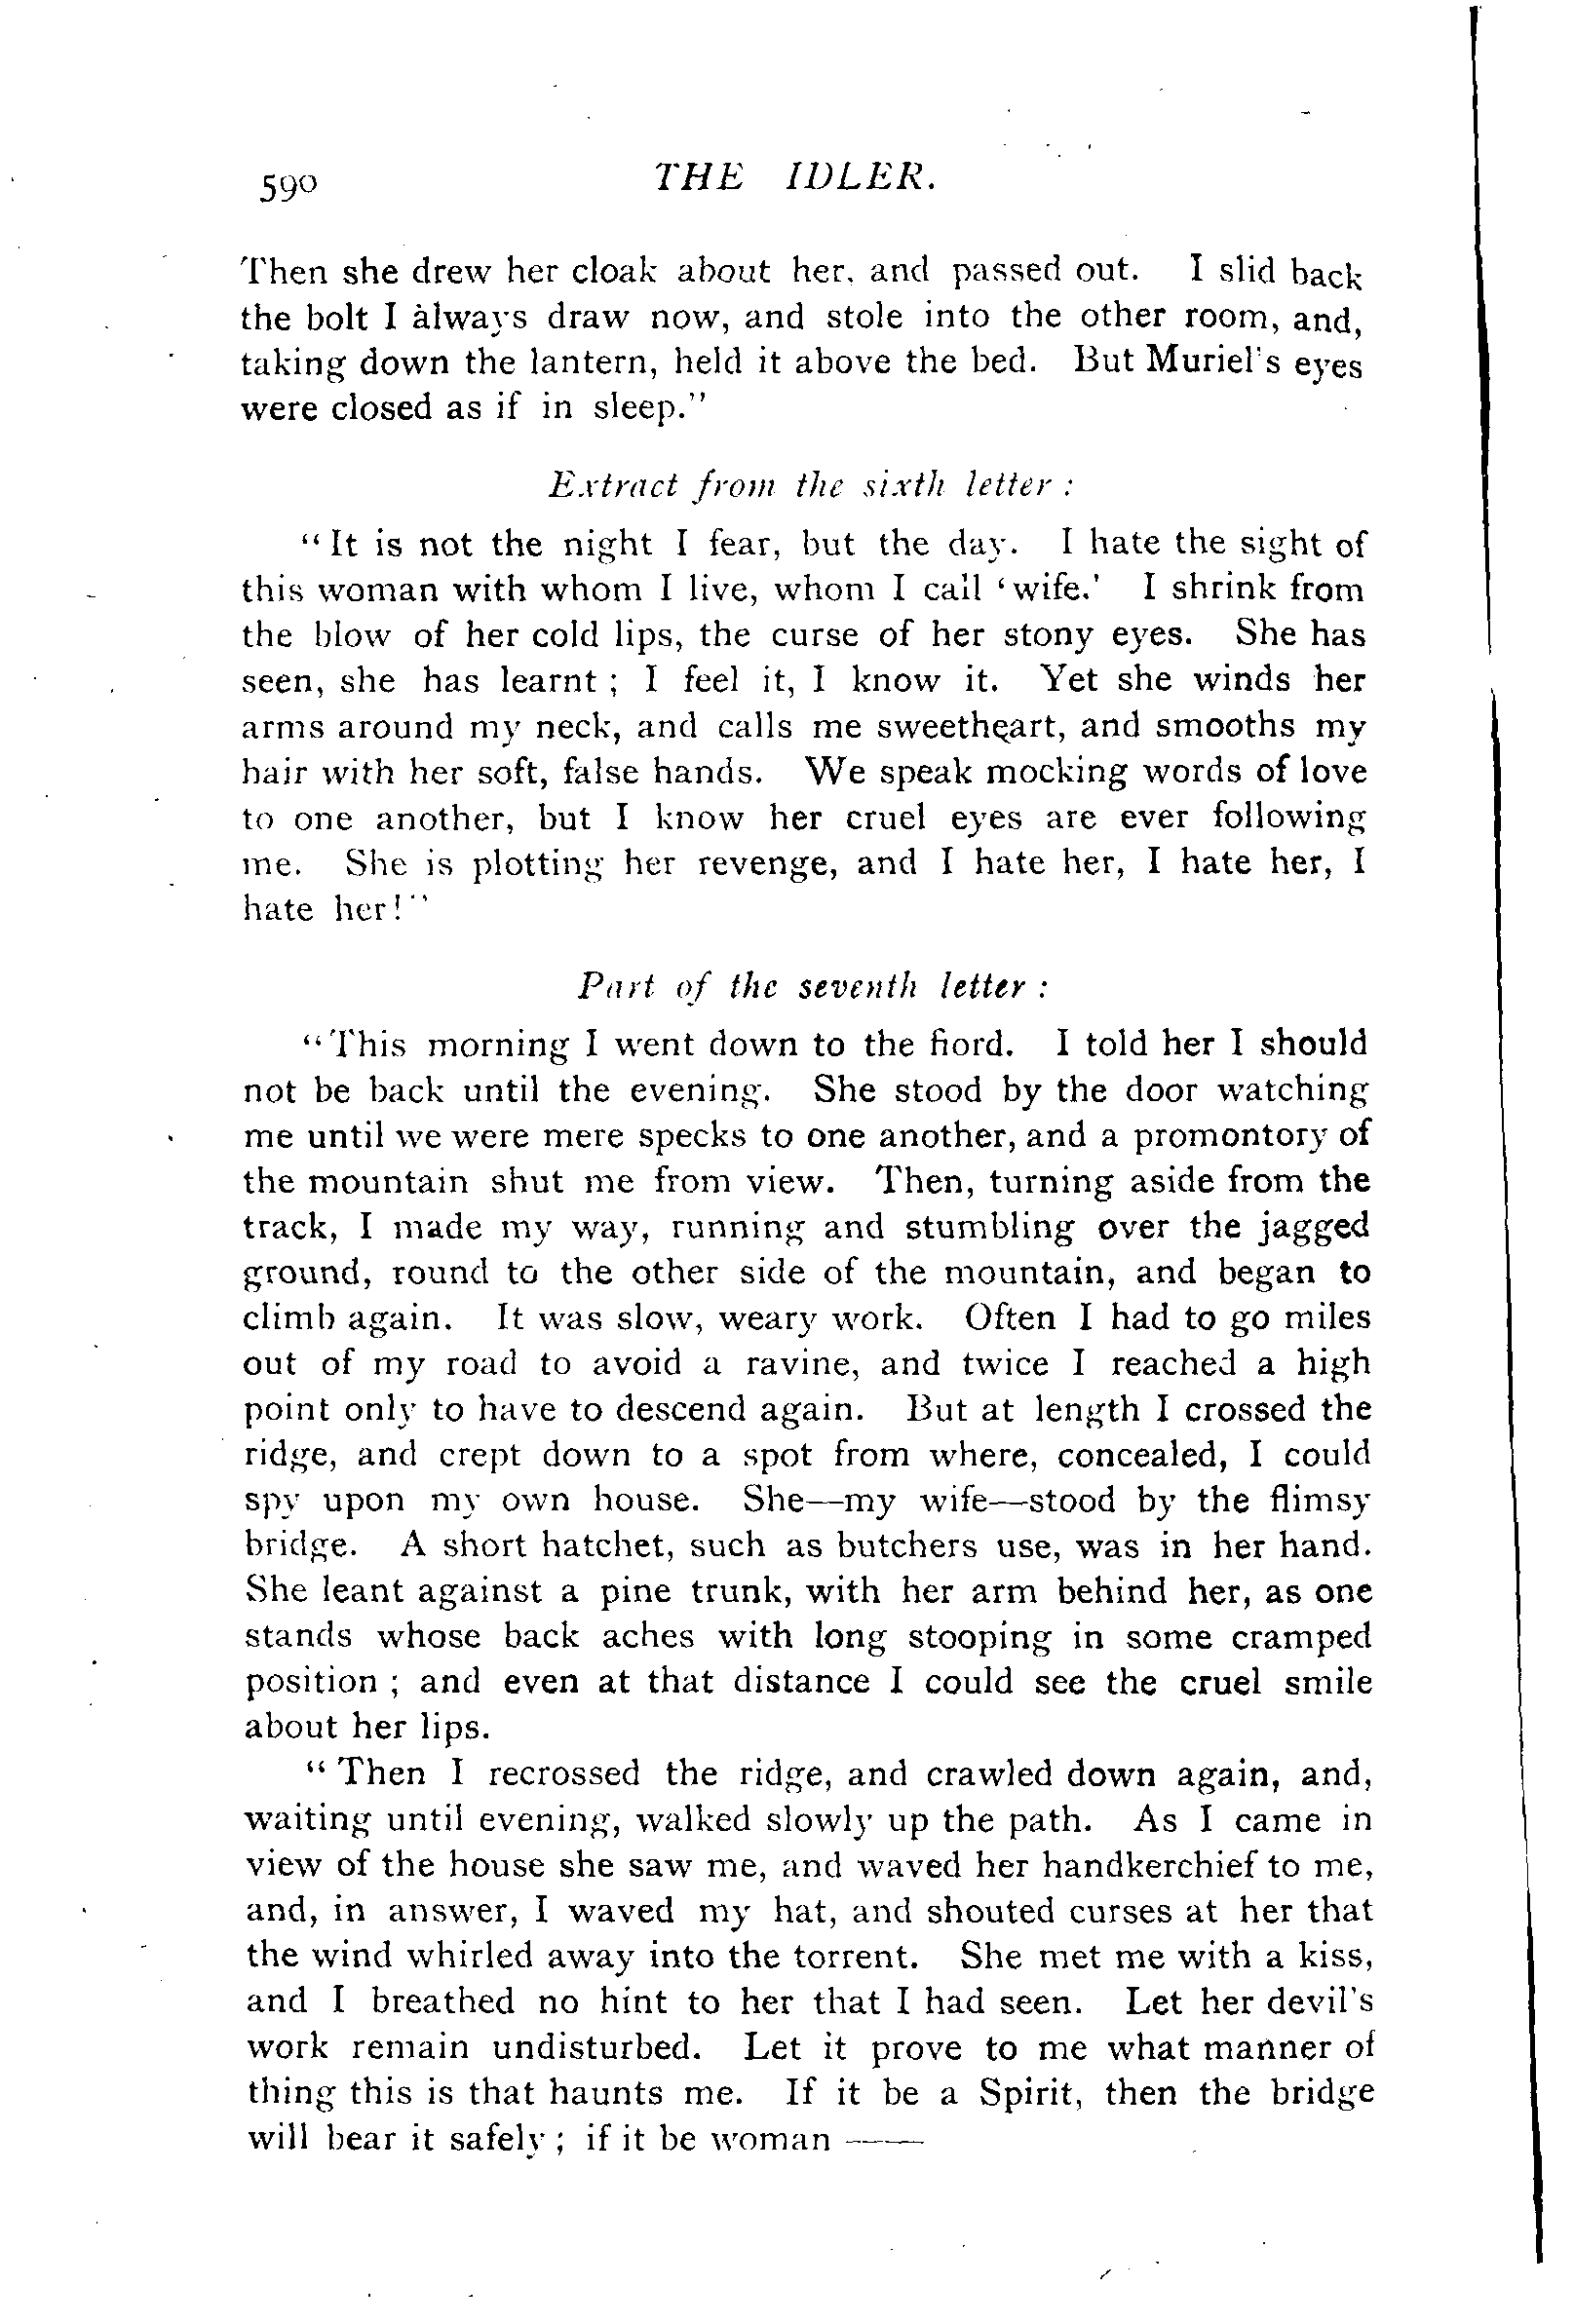 590
THE IDLER.
Then she drew her cloak about her, and passed out. I slid back
the bolt I always draw now, and stole into the other room, and,
taking down the lantern, held it above the bed. But Muriel's eyes
were closed as if in sleep."
Extract from the sixth letter :
"It is not the night I fear, but the day. I hate the sight of
this woman with whom I live, whom I call 'wife.' I shrink from
the blow of her cold lips, the curse of her stony eyes. She has
seen, she has learnt ; I feel it, I know it. Yet she winds her
arms around my neck, and calls me sweetheart, and smooths my
hair with her soft, false hands. We speak mocking words of love
to one another, but I know her cruel eyes are ever following
me. She is plotting her revenge, and I hate her, I hate her, I
hate her!"
Part of the seventh letter :
"This morning I went down to the fiord. I told her I should
not be back until the evening. She stood by the door watching
me until we were mere specks to one another, and a promontory of
the mountain shut me from view. Then, turning aside from the
track, I made my way, running and stumbling over the jagged
ground, round to the other side of the mountain, and began to
climb again. It was slow, weary work. Often I had to go miles
out of my road to avoid a ravine, and twice I reached a high
point only to have to descend again. But at length I crossed the
ridge, and crept down to a spot from where, concealed, I could
spy upon my own house. She—my wife—stood by the flimsy
bridge. A short hatchet, such as butchers use, was in her hand.
She leant against a pine trunk, with her arm behind her, as one
stands whose back aches with long stooping in some cramped
position ; and even at that distance I could see the cruel smile
about her lips.
"Then I recrossed the ridge, and crawled down again, and,
waiting until evening, walked slowly up the path. As I came in
view of the house she saw me, and waved her handkerchief to me,
and, in answer, I waved my hat, and shouted curses at her that
the wind whirled away into the torrent. She met me with a kiss,
and I breathed no hint to her that I had seen. Let her devil's
work remain undisturbed. Let it prove to me what manner of
thing this is that haunts me. If it be a Spirit, then the bridge
will bear it safely ; if it be woman ——